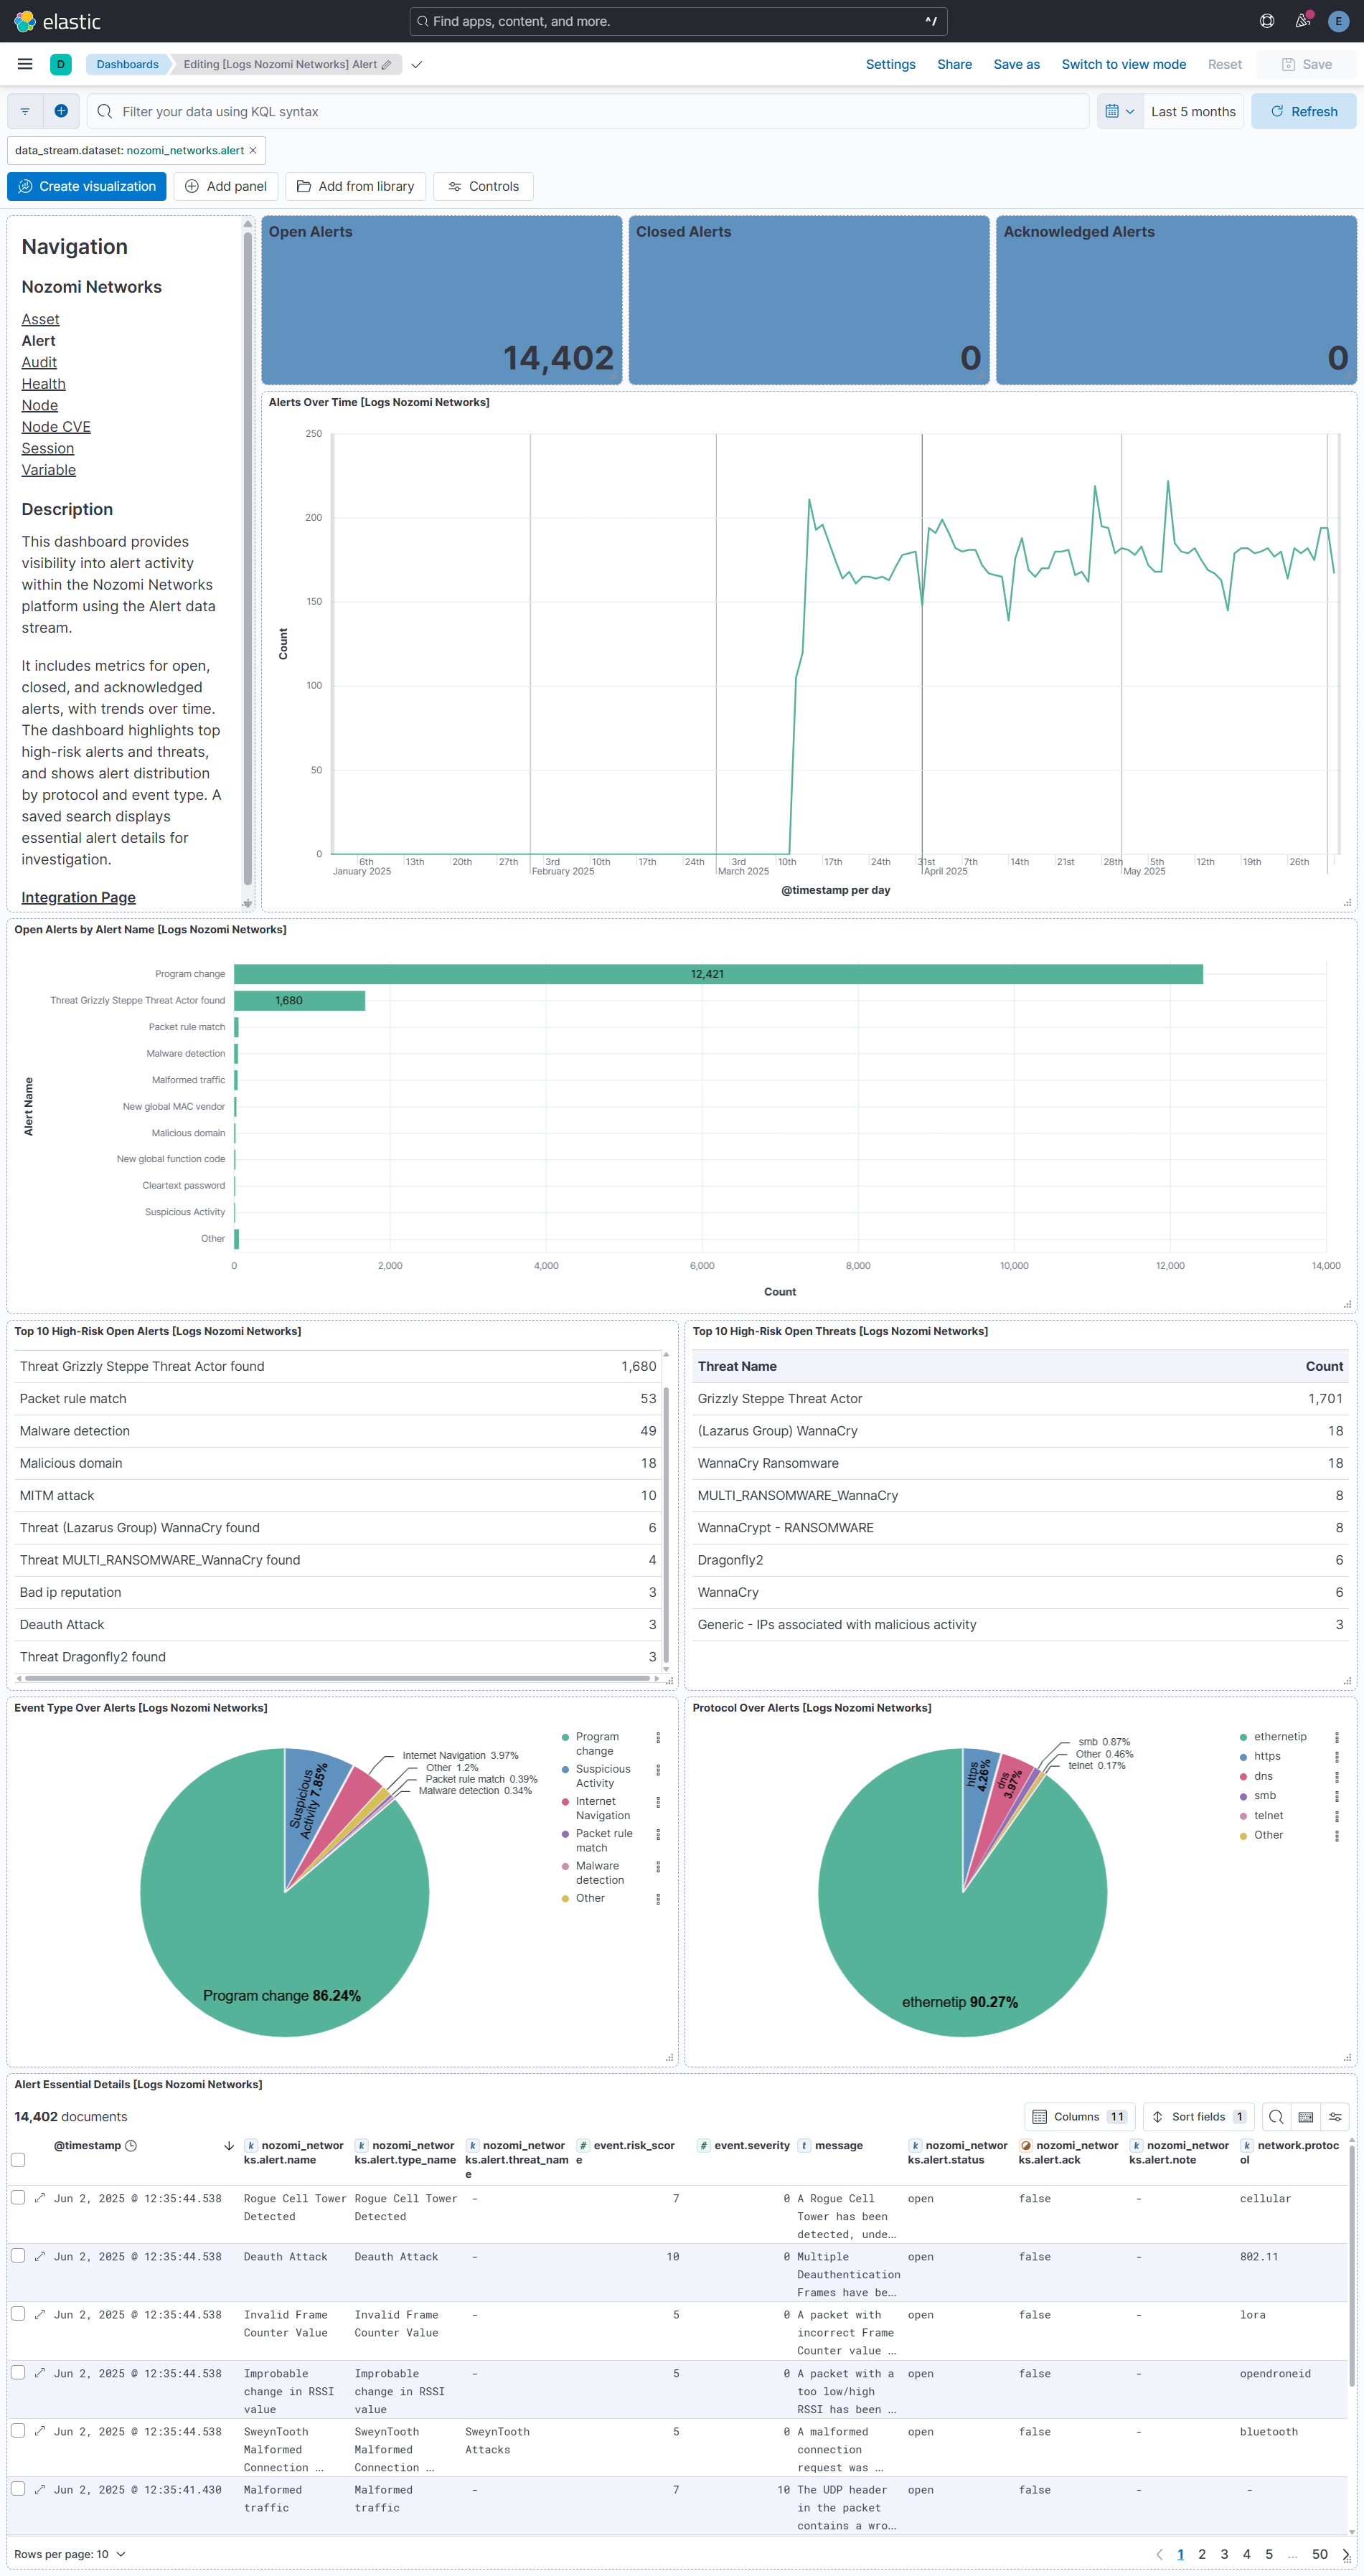 elastic
Find apps, content, and more.
^/
E
D
Dashboards
Editing [Logs Nozomi Networks] Alert
Settings
Share
Save as
Switch to view mode
Reset
Save
Filter your data using KQL syntax
Last 5 months
Refresh
data_stream.dataset: nozomi_networks.alert ×
Create visualization
Add panel
Add from library
Controls
Navigation
Nozomi Networks
Asset
Alert
Audit
Health
Node
Node CVE
Session
Variable
Description
This dashboard provides
visibility into alert activity
within the Nozomi Networks
platform using the Alert data
stream.
It includes metrics for open,
closed, and acknowledged
alerts, with trends over time.
The dashboard highlights top
high-risk alerts and threats,
and shows alert distribution
by protocol and event type. A
saved search displays
essential alert details for
investigation.
Integration Page
Open Alerts
14,402
Closed Alerts
0
Acknowledged Alerts
0
Alerts Over Time [Logs Nozomi Networks]
250
200
150
100
50
0
Count
6th 13th 20th 27th 3rd 10th 17th 24th 3rd 10th 17th 24th 31st 7th 14th 21st 28th 5th 12th 19th 26th
January 2025 February 2025 March 2025 April 2025 May 2025
@timestamp per day
Open Alerts by Alert Name [Logs Nozomi Networks]
Alert Name
Program change 12,421
Threat Grizzly Steppe Threat Actor found 1,680
Packet rule match
Malware detection
Malformed traffic
New global MAC vendor
Malicious domain
New global function code
Cleartext password
Suspicious Activity
Other
0 2,000 4,000 6,000 8,000 10,000 12,000 14,000
Count
Top 10 High-Risk Open Alerts [Logs Nozomi Networks]
Threat Grizzly Steppe Threat Actor found 1,680
Packet rule match 53
Malware detection 49
Malicious domain 18
MITM attack 10
Threat (Lazarus Group) WannaCry found 6
Threat MULTI_RANSOMWARE_WannaCry found 4
Bad ip reputation 3
Deauth Attack 3
Threat Dragonfly2 found 3
Top 10 High-Risk Open Threats [Logs Nozomi Networks]
Threat Name Count
Grizzly Steppe Threat Actor 1,701
(Lazarus Group) WannaCry 18
WannaCry Ransomware 18
MULTI_RANSOMWARE_WannaCry 8
WannaCrypt - RANSOMWARE 8
Dragonfly2 6
WannaCry 6
Generic - IPs associated with malicious activity 3
Event Type Over Alerts [Logs Nozomi Networks]
Suspicious
Activity 7.85%
Internet Navigation 3.97%
Other 1.2%
Packet rule match 0.39%
Malware detection 0.34%
Program change 86.24%
Program
change
Suspicious
Activity
Internet
Navigation
Packet rule
match
Malware
detection
Other
Protocol Over Alerts [Logs Nozomi Networks]
https
4.26%
dns
3.97%
smb 0.87%
Other 0.46%
telnet 0.17%
ethernetip 90.27%
ethernetip
https
dns
smb
telnet
Other
Alert Essential Details [Logs Nozomi Networks]
14,402 documents
Columns 11
Sort fields 1
@timestamp
k nozomi_networ
ks.alert.name
k nozomi_networ
ks.alert.type_name
k nozomi_networ
ks.alert.threat_nam
e
# event.risk_scor
e
# event.severity
t message
k nozomi_networ
ks.alert.status
nozomi_networ
ks.alert.ack
k nozomi_networ
ks.alert.note
k network.protoc
ol
Jun 2, 2025 @ 12:35:44.538 Rogue Cell Tower Rogue Cell Tower - 7 0 A Rogue Cell open false - cellular
Detected Detected Tower has been
detected, unde…
Jun 2, 2025 @ 12:35:44.538 Deauth Attack Deauth Attack - 10 0 Multiple open false - 802.11
Deauthentication
Frames have be…
Jun 2, 2025 @ 12:35:44.538 Invalid Frame Invalid Frame - 5 0 A packet with open false - lora
Counter Value Counter Value incorrect Frame
Counter value …
Jun 2, 2025 @ 12:35:44.538 Improbable Improbable - 5 0 A packet with a open false - opendroneid
change in RSSI change in RSSI too low/high
value value RSSI has been …
Jun 2, 2025 @ 12:35:44.538 SweynTooth SweynTooth SweynTooth 5 0 A malformed open false - bluetooth
Malformed Malformed Attacks connection
Connection … Connection … request was …
Jun 2, 2025 @ 12:35:41.430 Malformed Malformed - 7 10 The UDP header open false - -
traffic traffic in the packet
contains a wro…
Rows per page: 10
1 2 3 4 5 … 50